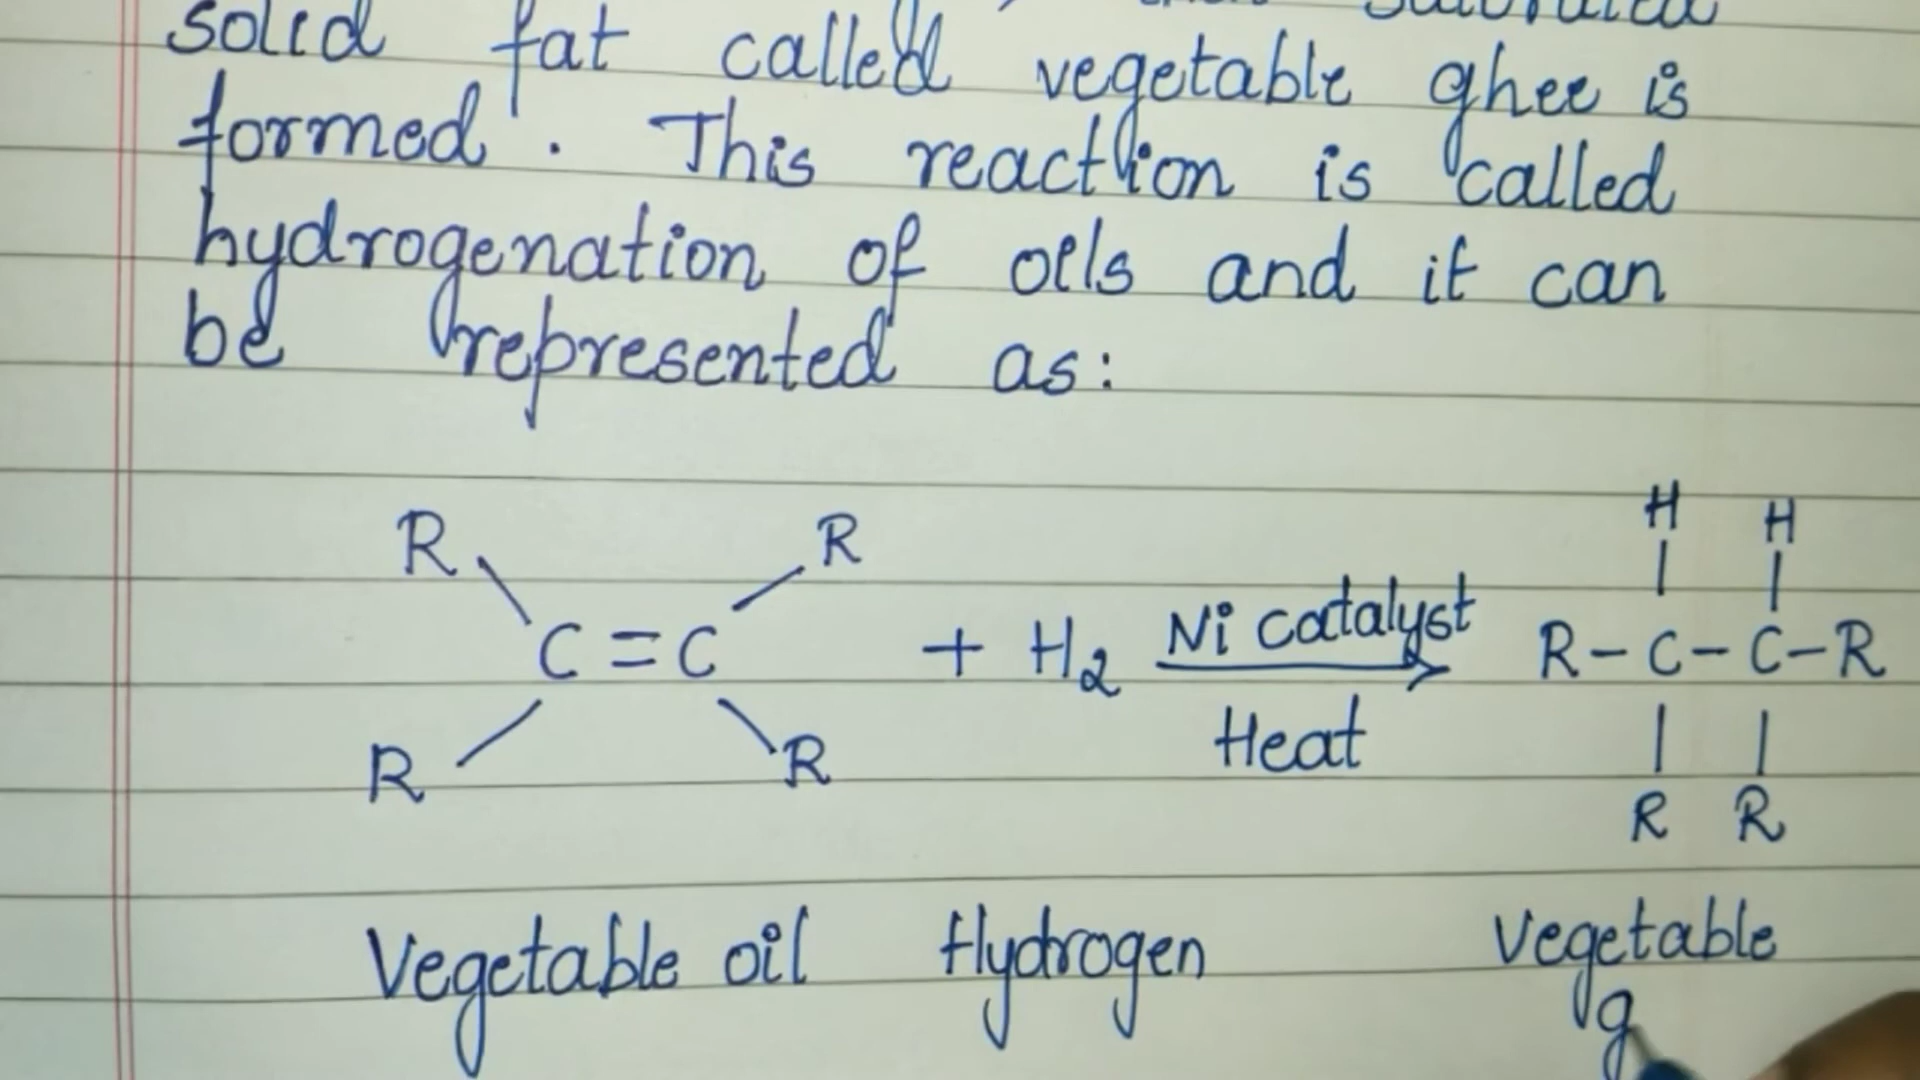 solid fat called vegetable ghee is
formed. This reaction is called
hydrogenation of oils and it can
be represented as:
H H
R R
C = C + H₂ Ni catalyst R-C-C-R
Heat
R R
R R
Vegetable oil Hydrogen Vegetable
g